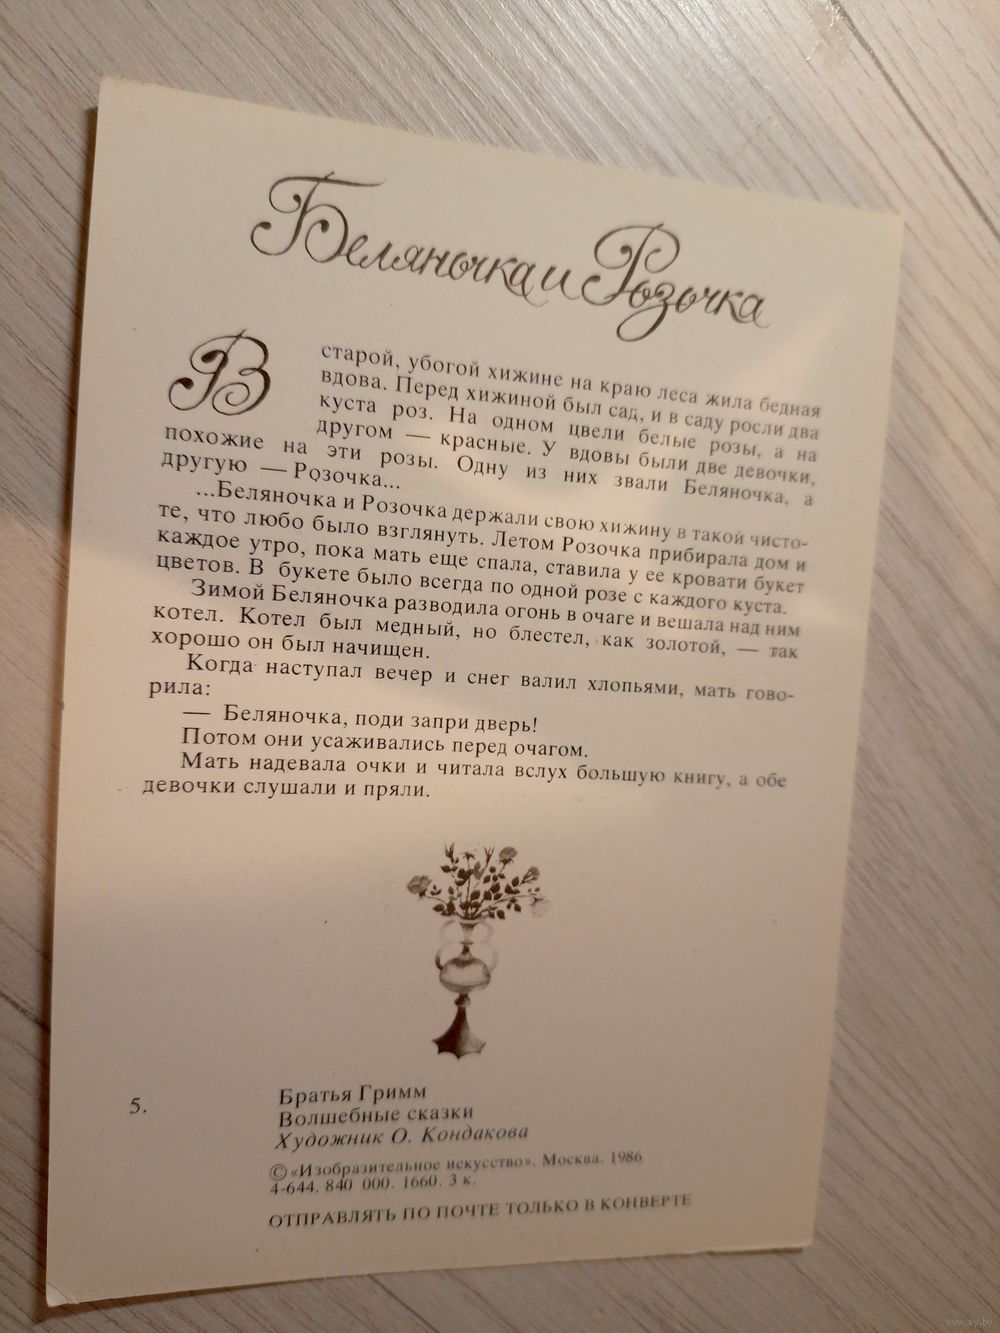 Беляночка и Розочка
В старой, убогой хижине на краю леса жила бедная
вдова. Перед хижиной был сад, и в саду росли два
куста роз. На одном цвели белые розы, а на
другом — красные. У вдовы были две девочки,
похожие на эти розы. Одну из них звали Беляночка, а
другую — Розочка...
...Беляночка и Розочка держали свою хижину в такой чисто-
те, что любо было взглянуть. Летом Розочка прибирала дом и
каждое утро, пока мать еще спала, ставила у ее кровати букет
цветов. В букете было всегда по одной розе с каждого куста.
Зимой Беляночка разводила огонь в очаге и вешала над ним
котел. Котел был медный, но блестел, как золотой, — так
хорошо он был начищен.
Когда наступал вечер и снег валил хлопьями, мать гово-
рила:
— Беляночка, поди запри дверь!
Потом они усаживались перед очагом.
Мать надевала очки и читала вслух большую книгу, а обе
девочки слушали и пряли.
5.
Братья Гримм
Волшебные сказки
Художник О. Кондакова
© «Изобразительное искусство». Москва. 1986
4-644. 840 000. 1660. 3 к.
ОТПРАВЛЯТЬ ПО ПОЧТЕ ТОЛЬКО В КОНВЕРТЕ
www.ay.by